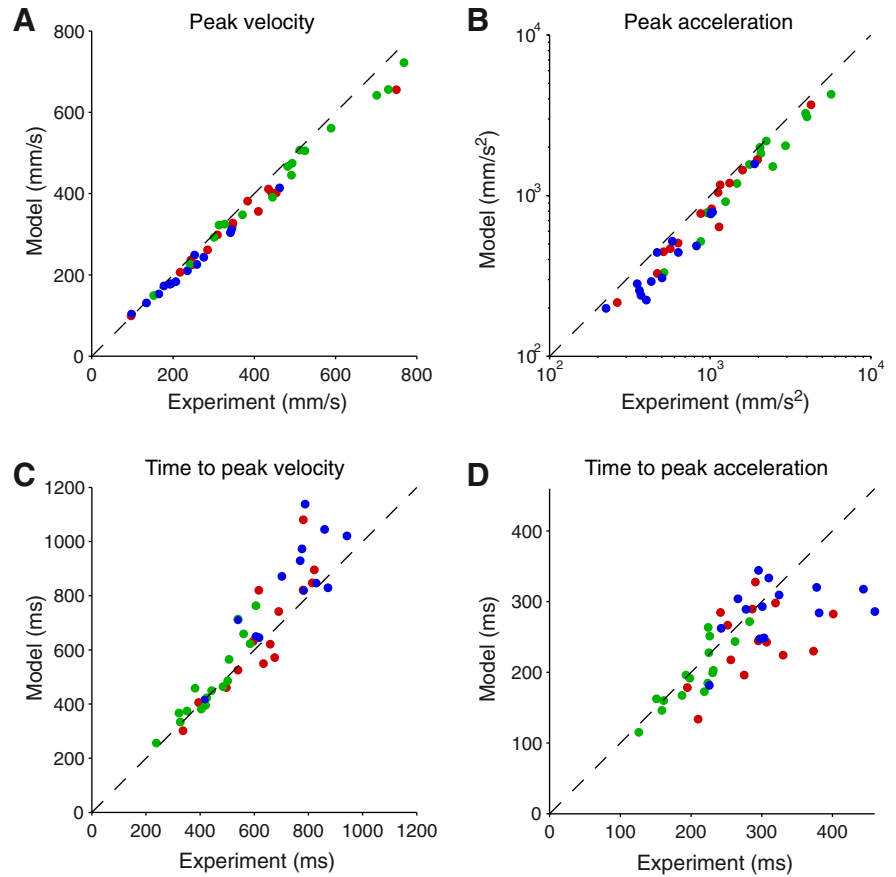 A
Peak velocity
800
600
400
200
0
Model (mm/s)
0 200 400 600 800
Experiment (mm/s)
B
Peak acceleration
10^4
10^3
10^2
Model (mm/s^2)
10^2 10^3 10^4
Experiment (mm/s^2)
C
Time to peak velocity
1200
1000
800
600
400
200
0
Model (ms)
0 200 400 600 800 1000 1200
Experiment (ms)
D
Time to peak acceleration
400
300
200
100
0
Model (ms)
0 100 200 300 400
Experiment (ms)